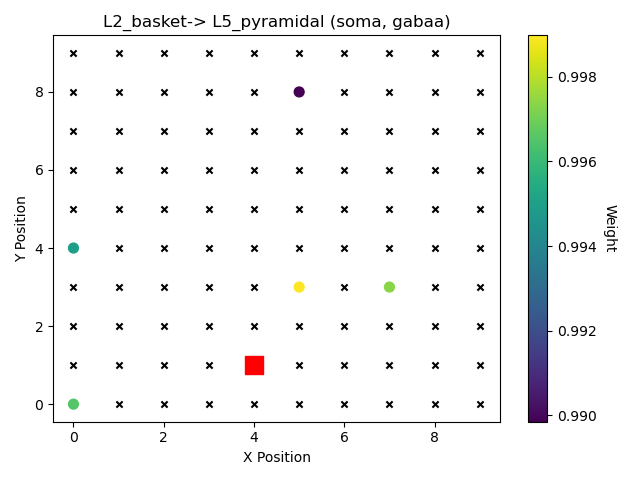 L2_basket-> L5_pyramidal (soma, gabaa)
8
6
4
2
0
Y Position
0 2 4 6 8
X Position
0.998
0.996
0.994
0.992
0.990
Weight